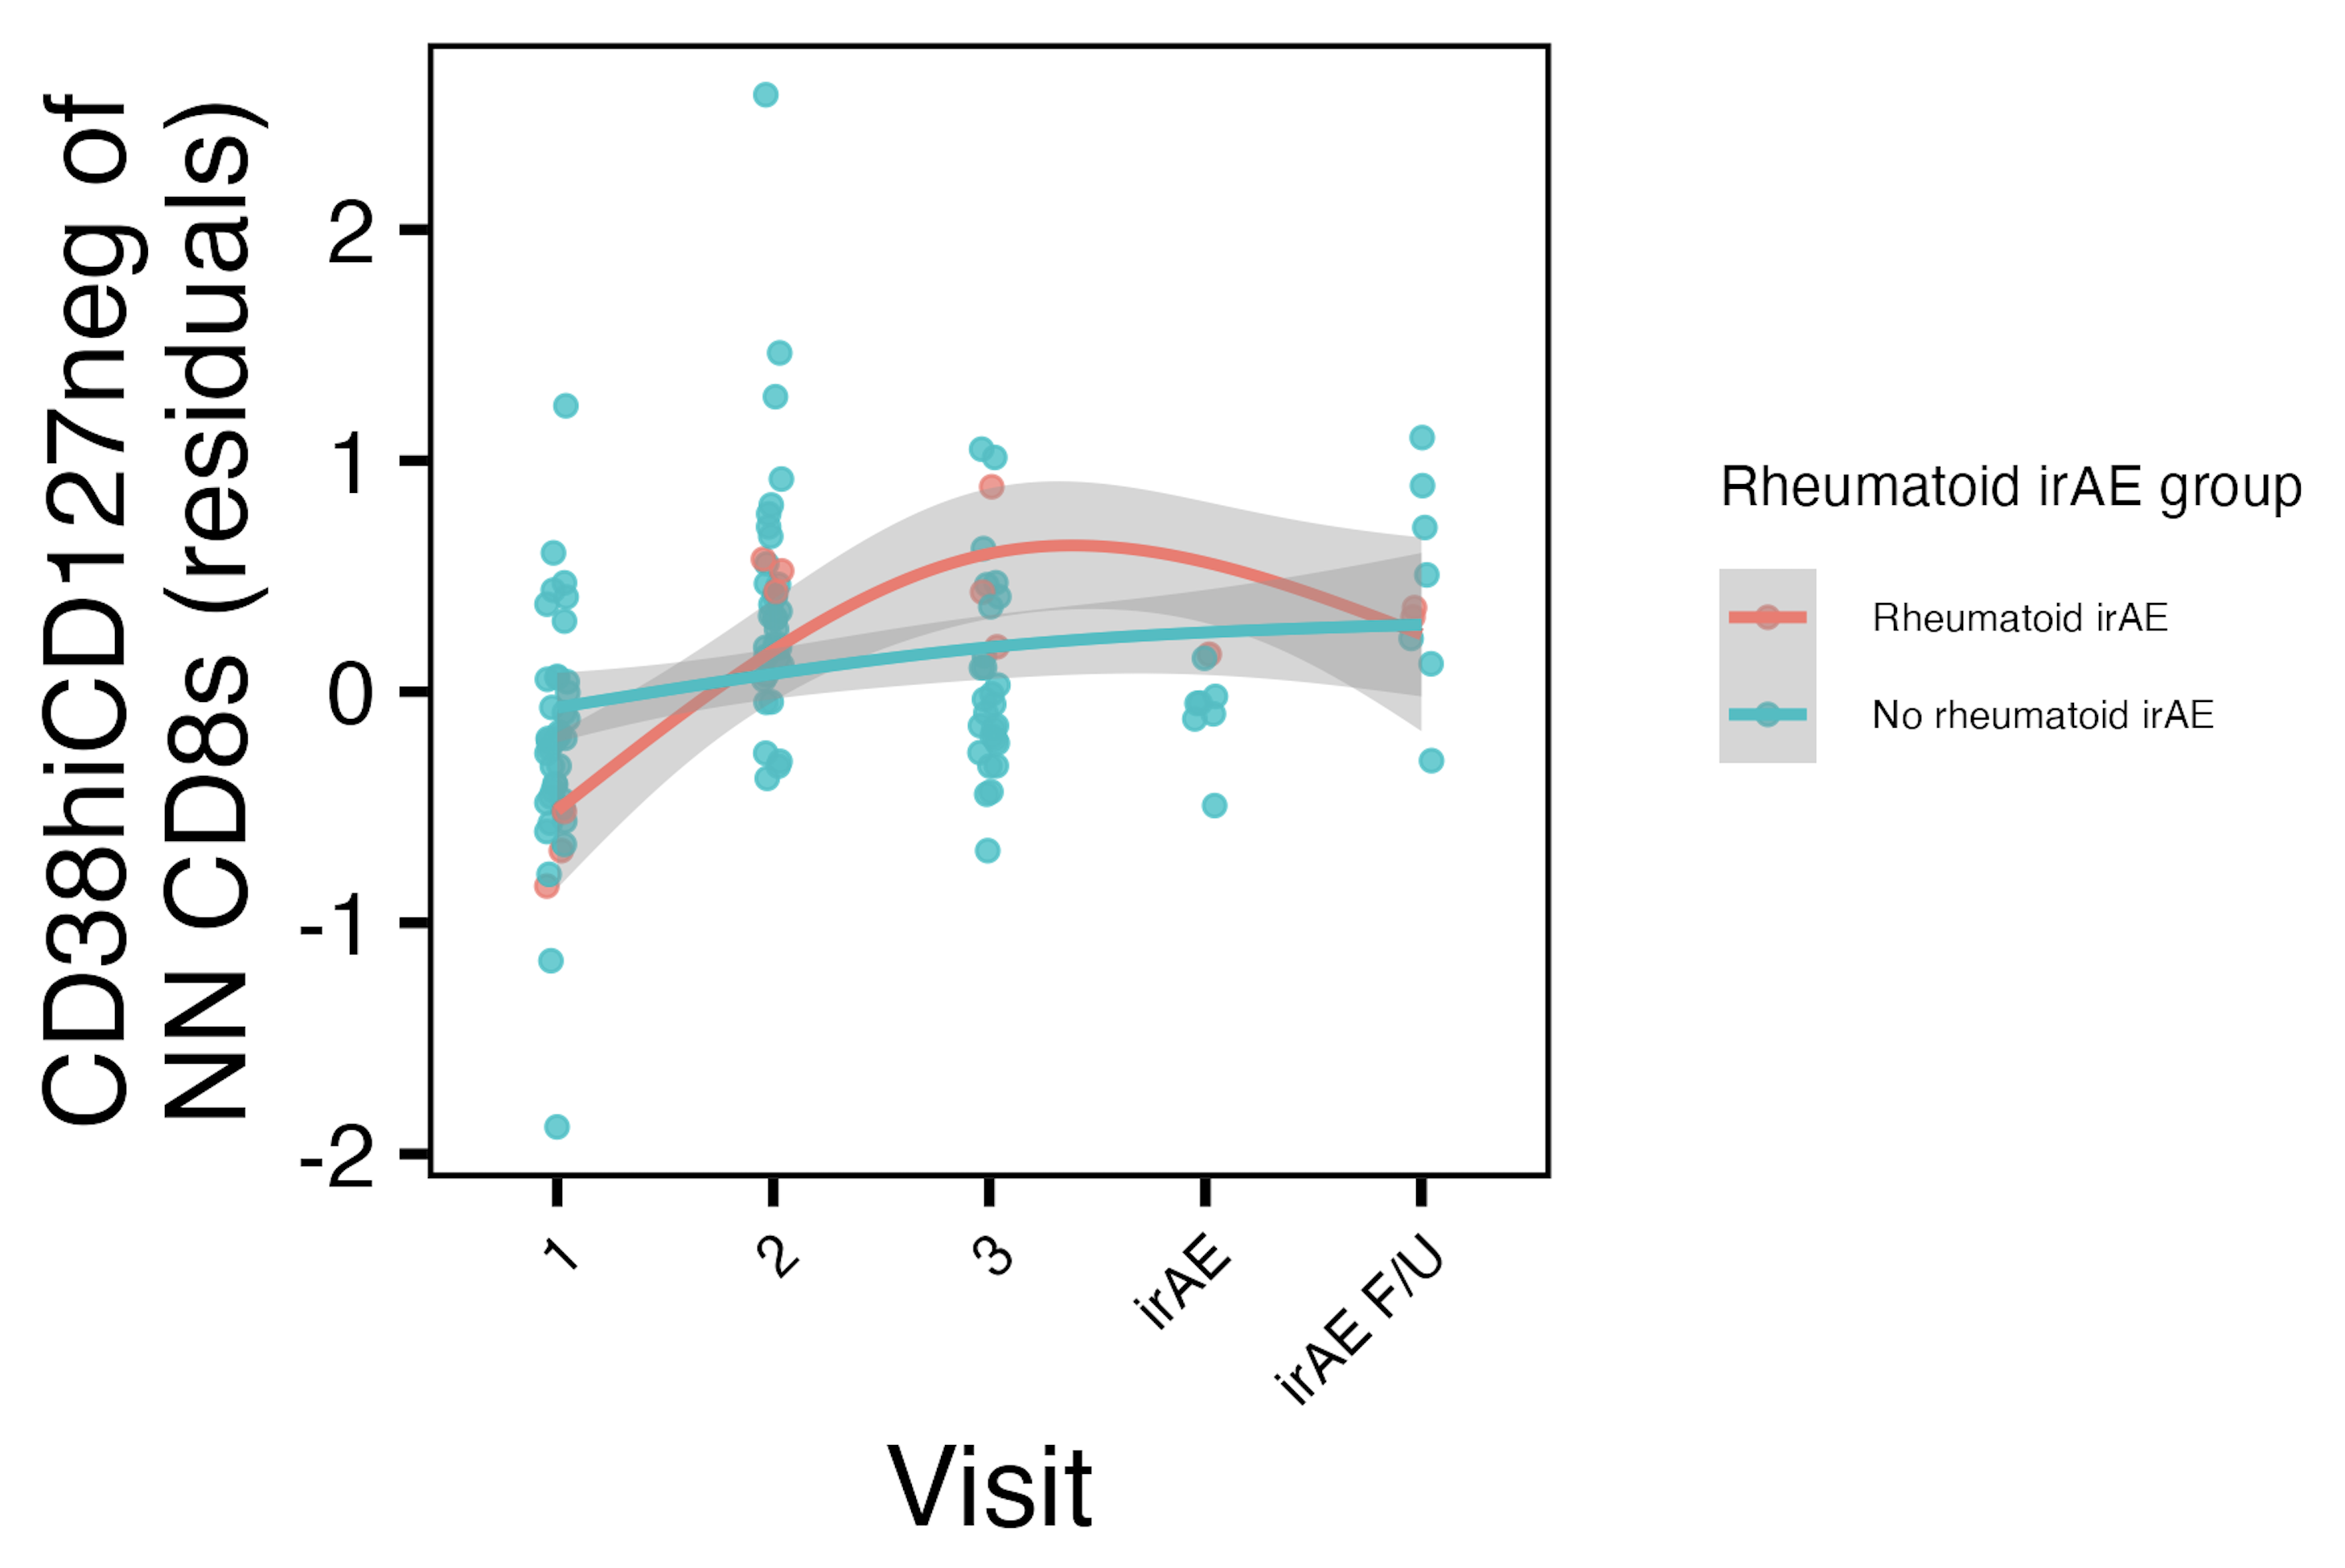 CD38hiCD127neg of
NN CD8s (residuals)
2
1
0
-1
-2
1
2
3
irAE
irAE F/U
Visit
Rheumatoid irAE group
Rheumatoid irAE
No rheumatoid irAE